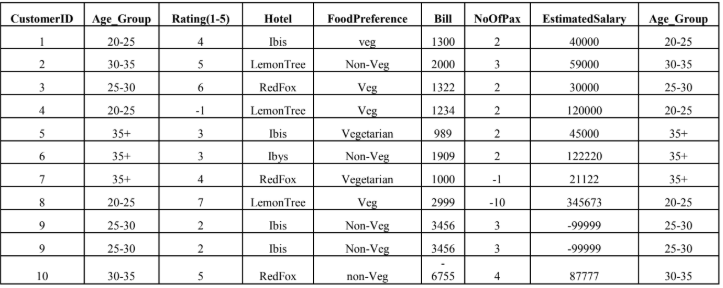 CustomerID Age_Group Rating(1-5) Hotel FoodPreference Bill NoOfPax EstimatedSalary Age_Group
1 20-25 4 Ibis veg 1300 2 40000 20-25
2 30-35 5 LemonTree Non-Veg 2000 3 59000 30-35
3 25-30 6 RedFox Veg 1322 2 30000 25-30
4 20-25 -1 LemonTree Veg 1234 2 120000 20-25
5 35+ 3 Ibis Vegetarian 989 2 45000 35+
6 35+ 3 Ibys Non-Veg 1909 2 122220 35+
7 35+ 4 RedFox Vegetarian 1000 -1 21122 35+
8 20-25 7 LemonTree Veg 2999 -10 345673 20-25
9 25-30 2 Ibis Non-Veg 3456 3 -99999 25-30
9 25-30 2 Ibis Non-Veg 3456 3 -99999 25-30
10 30-35 5 RedFox non-Veg -6755 4 87777 30-35